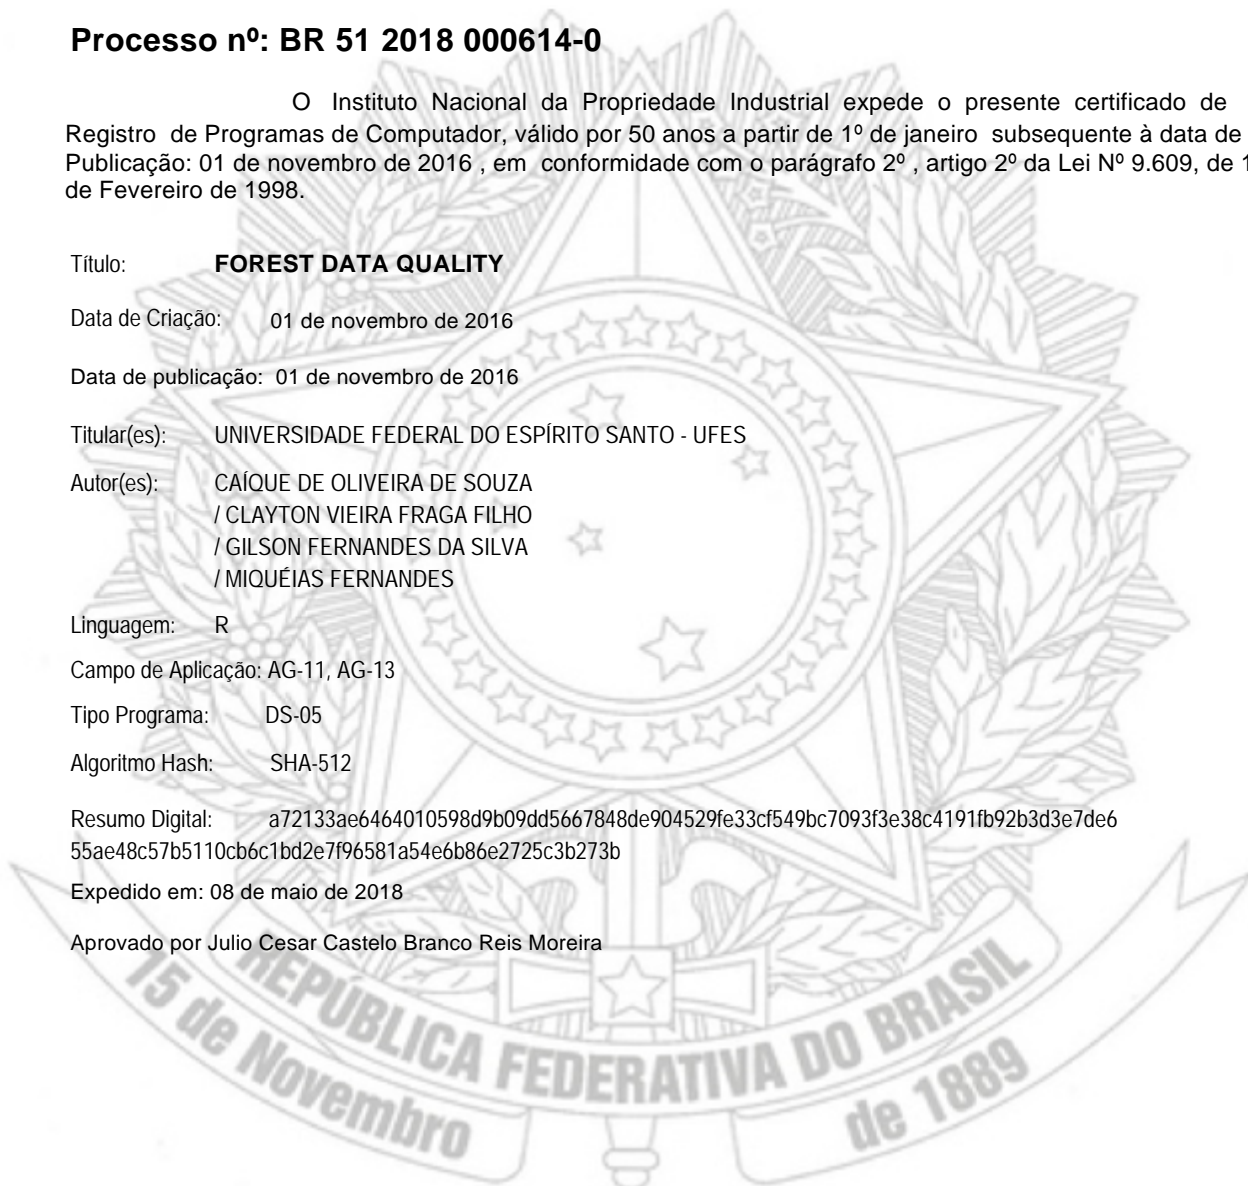 Processo nº: BR 51 2018 000614-0
O Instituto Nacional da Propriedade Industrial expede o presente certificado de
Registro de Programas de Computador, válido por 50 anos a partir de 1º de janeiro subsequente à data de
Publicação: 01 de novembro de 2016 , em conformidade com o parágrafo 2º , artigo 2º da Lei Nº 9.609, de 1
de Fevereiro de 1998.
Título: FOREST DATA QUALITY
Data de Criação: 01 de novembro de 2016
Data de publicação: 01 de novembro de 2016
Titular(es): UNIVERSIDADE FEDERAL DO ESPÍRITO SANTO - UFES
Autor(es): CAÍQUE DE OLIVEIRA DE SOUZA
/ CLAYTON VIEIRA FRAGA FILHO
/ GILSON FERNANDES DA SILVA
/ MIQUÉIAS FERNANDES
Linguagem: R
Campo de Aplicação: AG-11, AG-13
Tipo Programa: DS-05
Algoritmo Hash: SHA-512
Resumo Digital: a72133ae6464010598d9b09dd5667848de904529fe33cf549bc7093f3e38c4191fb92b3d3e7de6
55ae48c57b5110cb6c1bd2e7f96581a54e6b86e2725c3b273b
Expedido em: 08 de maio de 2018
Aprovado por Julio Cesar Castelo Branco Reis Moreira
REPÚBLICA FEDERATIVA DO BRASIL
15 de Novembro de 1889